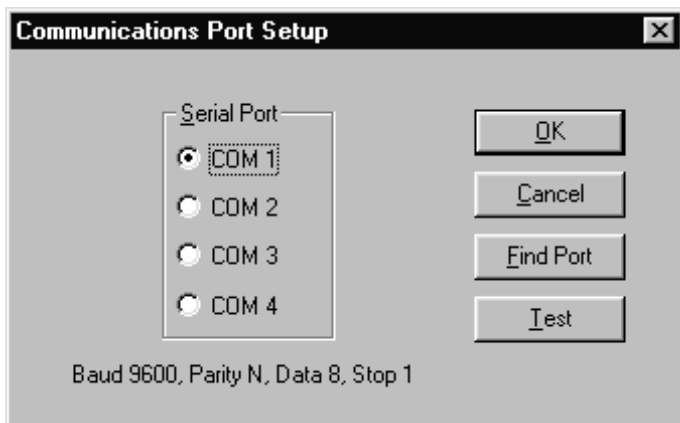 Communications Port Setup
Serial Port
COM 1
COM 2
COM 3
COM 4
OK
Cancel
Find Port
Test
Baud 9600, Parity N, Data 8, Stop 1